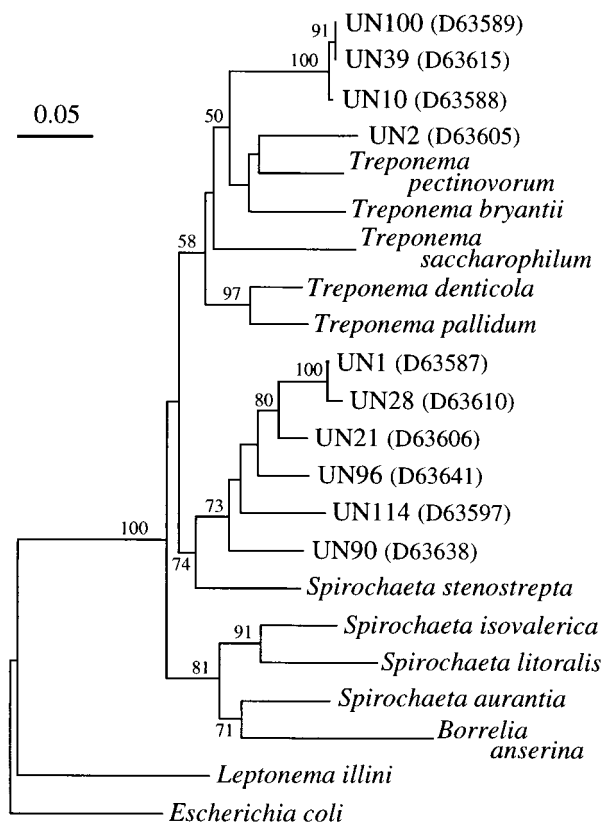 91
UN100 (D63589)
UN39 (D63615)
100
UN10 (D63588)
0.05
50
UN2 (D63605)
Treponema
pectinovorum
Treponema bryantii
Treponema
saccharophilum
58
97
Treponema denticola
Treponema pallidum
UN1 (D63587)
100
UN28 (D63610)
80
UN21 (D63606)
UN96 (D63641)
73
UN114 (D63597)
100
UN90 (D63638)
74
Spirochaeta stenostrepta
91
Spirochaeta isovalerica
81
Spirochaeta litoralis
Spirochaeta aurantia
71
Borrelia
anserina
Leptonema illini
Escherichia coli